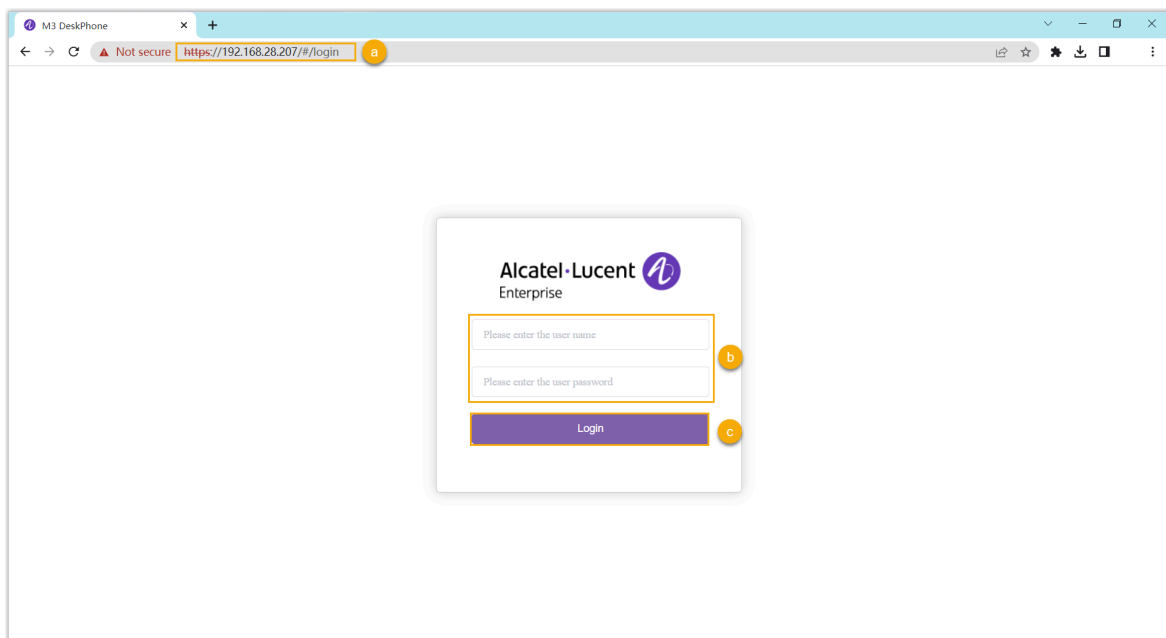 M3 DeskPhone
Not secure https://192.168.28.207/#/login a
Alcatel·Lucent
Enterprise
Please enter the user name
b
Please enter the user password
Login c